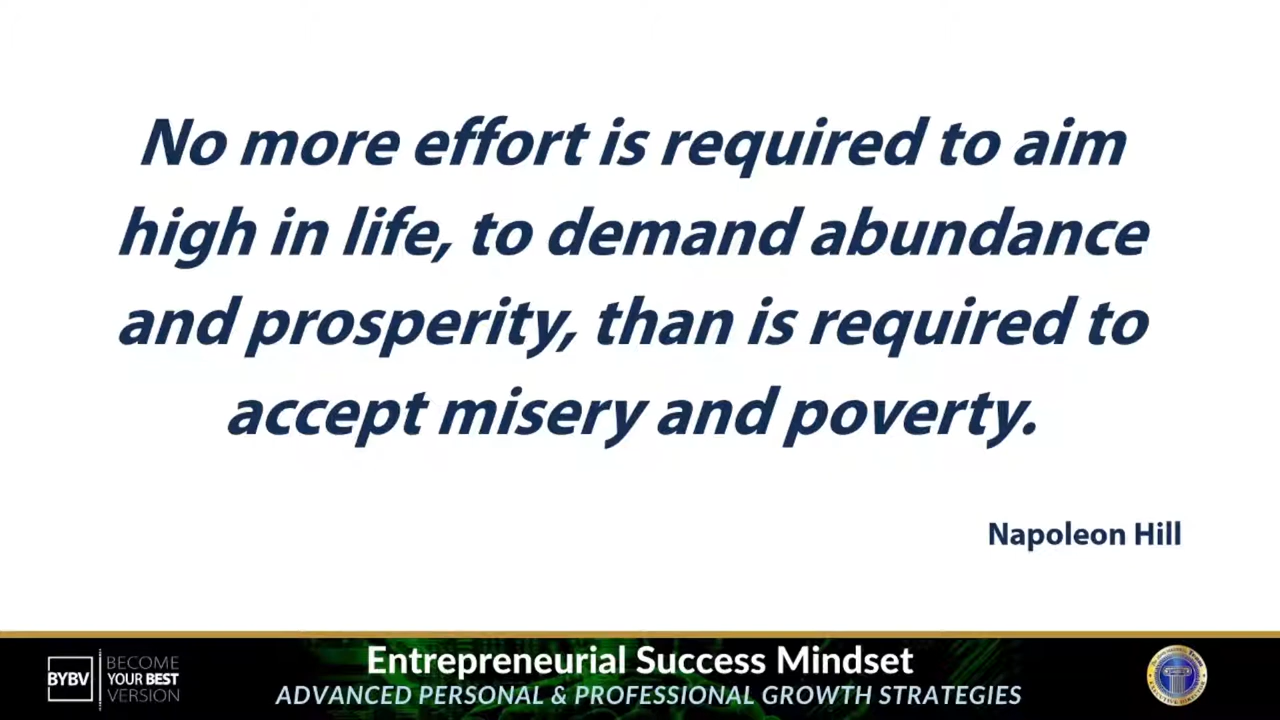 No more effort is required to aim
high in life, to demand abundance
and prosperity, than is required to
accept misery and poverty.
Napoleon Hill
BYBV
BECOME
YOUR BEST
VERSION
Entrepreneurial Success Mindset
ADVANCED PERSONAL & PROFESSIONAL GROWTH STRATEGIES